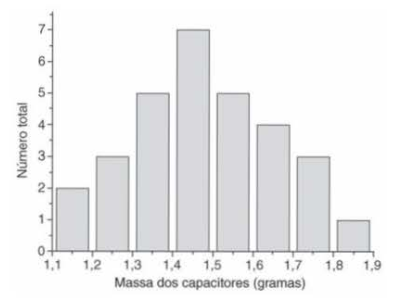 Número total
7
6
5
4
3
2
1
0
1,1 1,2 1,3 1,4 1,5 1,6 1,7 1,8 1,9
Massa dos capacitores (gramas)